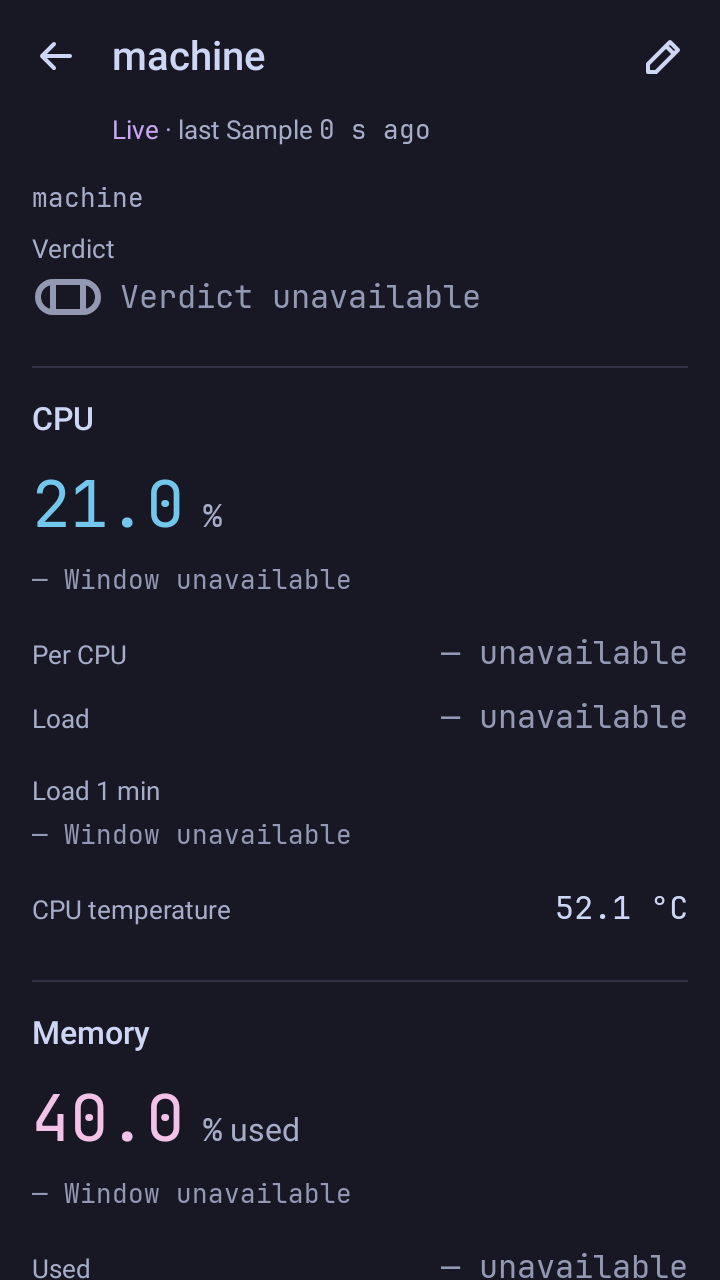 machine
Live · last Sample 0 s ago
machine
Verdict
Verdict unavailable
CPU
21.0 %
— Window unavailable
Per CPU — unavailable
Load — unavailable
Load 1 min
— Window unavailable
CPU temperature 52.1 °C
Memory
40.0 % used
— Window unavailable
Used — unavailable